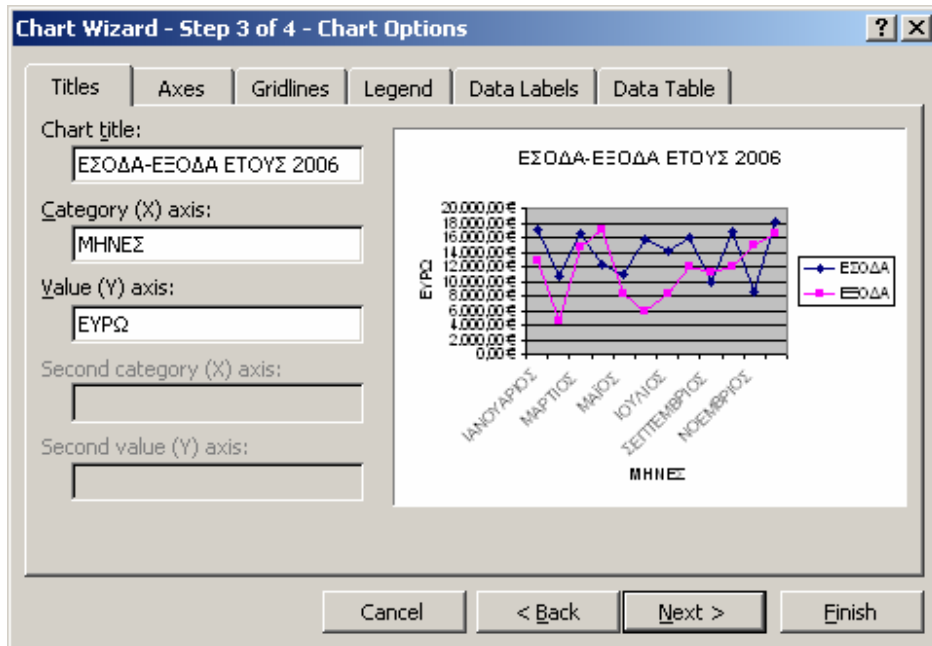 Chart Wizard - Step 3 of 4 - Chart Options
Titles Axes Gridlines Legend Data Labels Data Table
Chart title:
ΕΣΟΔΑ-ΕΞΟΔΑ ΕΤΟΥΣ 2006
Category (X) axis:
ΜΗΝΕΣ
Value (Y) axis:
ΕΥΡΩ
Second category (X) axis:
Second value (Y) axis:
ΕΣΟΔΑ-ΕΞΟΔΑ ΕΤΟΥΣ 2006
ΕΥΡΩ
20.000,00 €
18.000,00 €
16.000,00 €
14.000,00 €
12.000,00 €
10.000,00 €
8.000,00 €
6.000,00 €
4.000,00 €
2.000,00 €
0,00 €
ΙΑΝΟΥΑΡΙΟΣ
ΜΑΡΤΙΟΣ
ΜΑΪΟΣ
ΙΟΥΛΙΟΣ
ΣΕΠΤΕΜΒΡΙΟΣ
ΝΟΕΜΒΡΙΟΣ
ΜΗΝΕΣ
ΕΣΟΔΑ
ΕΞΟΔΑ
Cancel < Back Next > Finish